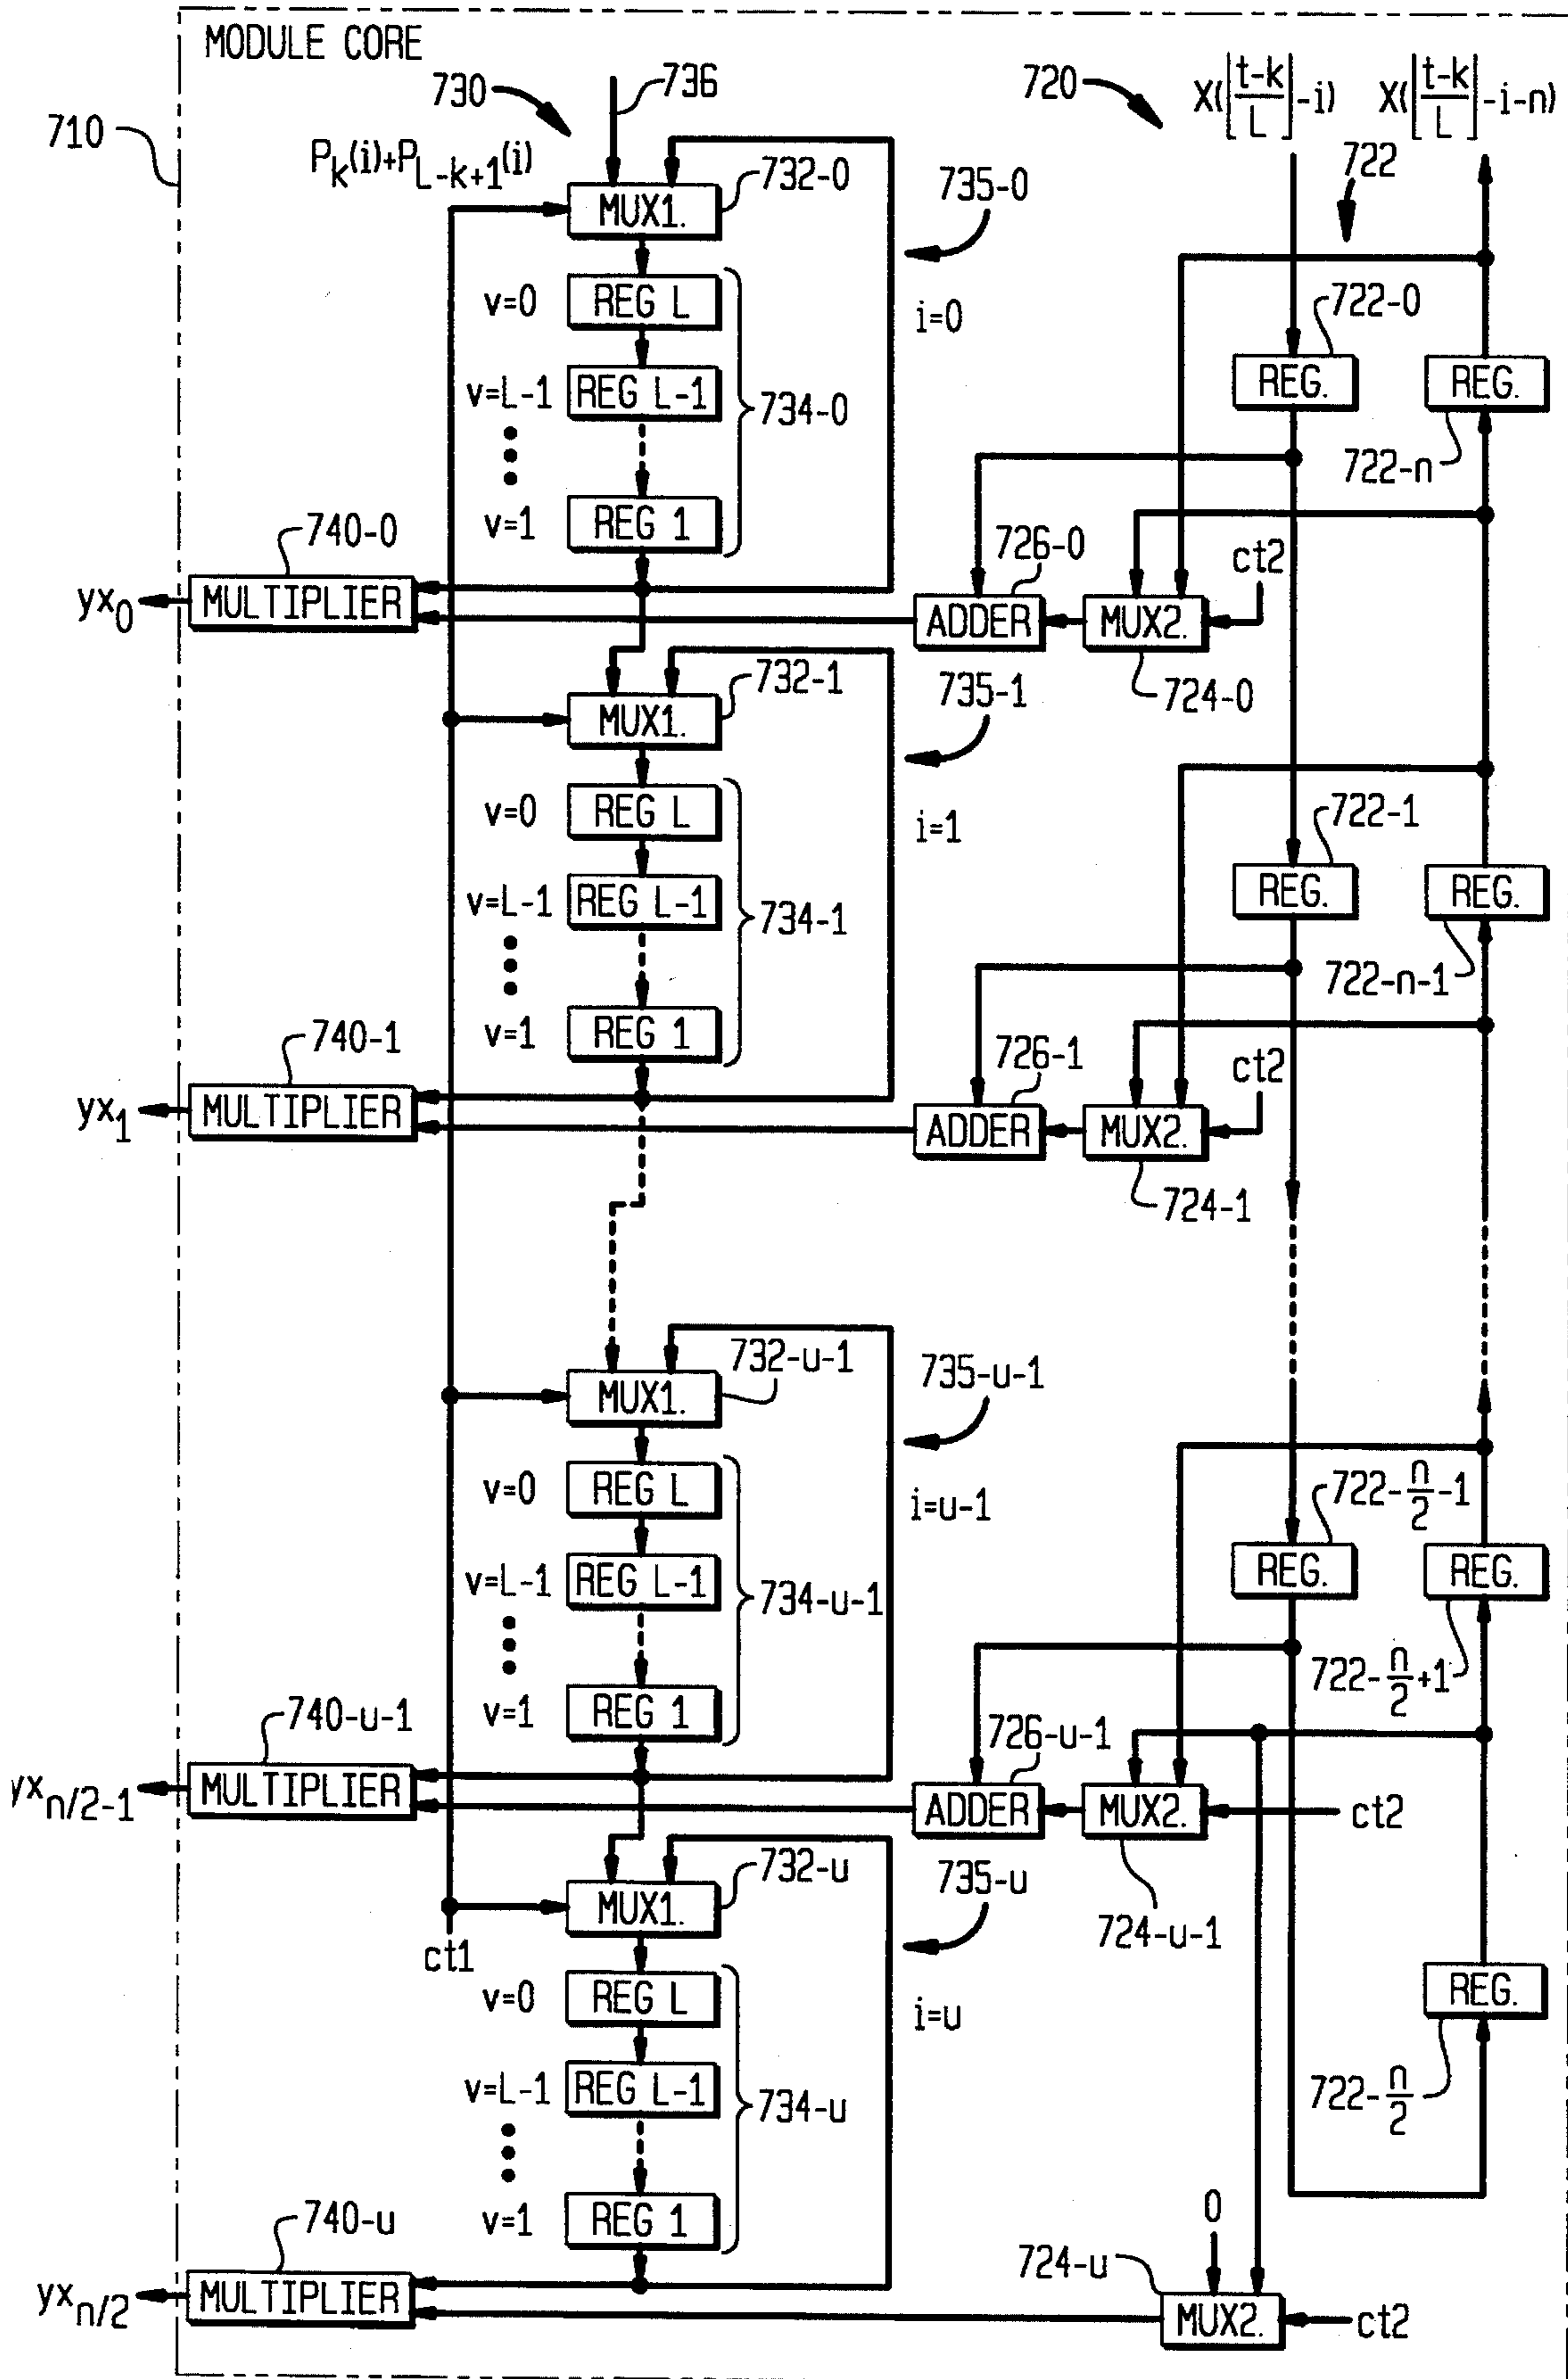 MODULE CORE
710
730
736
720
X(⌊(t-k)/L⌋-i)
X(⌊(t-k)/L⌋-i-n)
P_k(i)+P_{L-k+1}(i)
722
MUX1.
732-0
735-0
v=0
REG L
i=0
722-0
v=L-1
REG L-1
734-0
REG.
REG.
722-n
v=1
REG 1
740-0
726-0
ct2
yx_0
MULTIPLIER
ADDER
MUX2.
724-0
MUX1.
732-1
735-1
v=0
REG L
i=1
722-1
v=L-1
REG L-1
734-1
REG.
REG.
722-n-1
v=1
REG 1
740-1
726-1
ct2
yx_1
MULTIPLIER
ADDER
MUX2.
724-1
MUX1.
732-u-1
735-u-1
v=0
REG L
i=u-1
722-n/2-1
v=L-1
REG L-1
734-u-1
REG.
REG.
722-n/2+1
v=1
REG 1
740-u-1
726-u-1
yx_{n/2-1}
MULTIPLIER
ADDER
MUX2.
ct2
724-u-1
MUX1.
732-u
735-u
ct1
v=0
REG L
i=u
REG.
v=L-1
REG L-1
734-u
722-n/2
v=1
REG 1
740-u
0
724-u
yx_{n/2}
MULTIPLIER
MUX2.
ct2